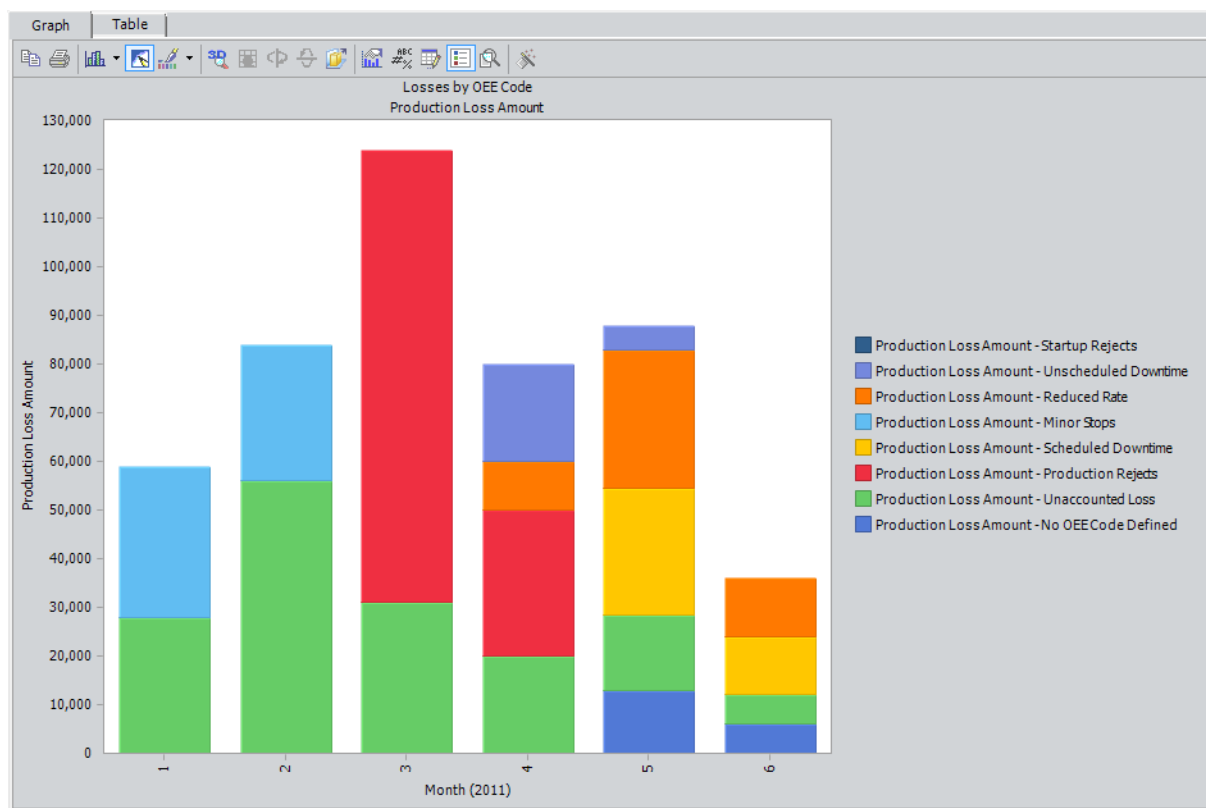 Graph Table
3D ABC #%
Losses by OEE Code
Production Loss Amount
130,000
120,000
110,000
100,000
90,000
80,000
70,000
60,000
50,000
40,000
30,000
20,000
10,000
0
Production Loss Amount
1 2 3 4 5 6
Month (2011)
Production Loss Amount - Startup Rejects
Production Loss Amount - Unscheduled Downtime
Production Loss Amount - Reduced Rate
Production Loss Amount - Minor Stops
Production Loss Amount - Scheduled Downtime
Production Loss Amount - Production Rejects
Production Loss Amount - Unaccounted Loss
Production Loss Amount - No OEE Code Defined